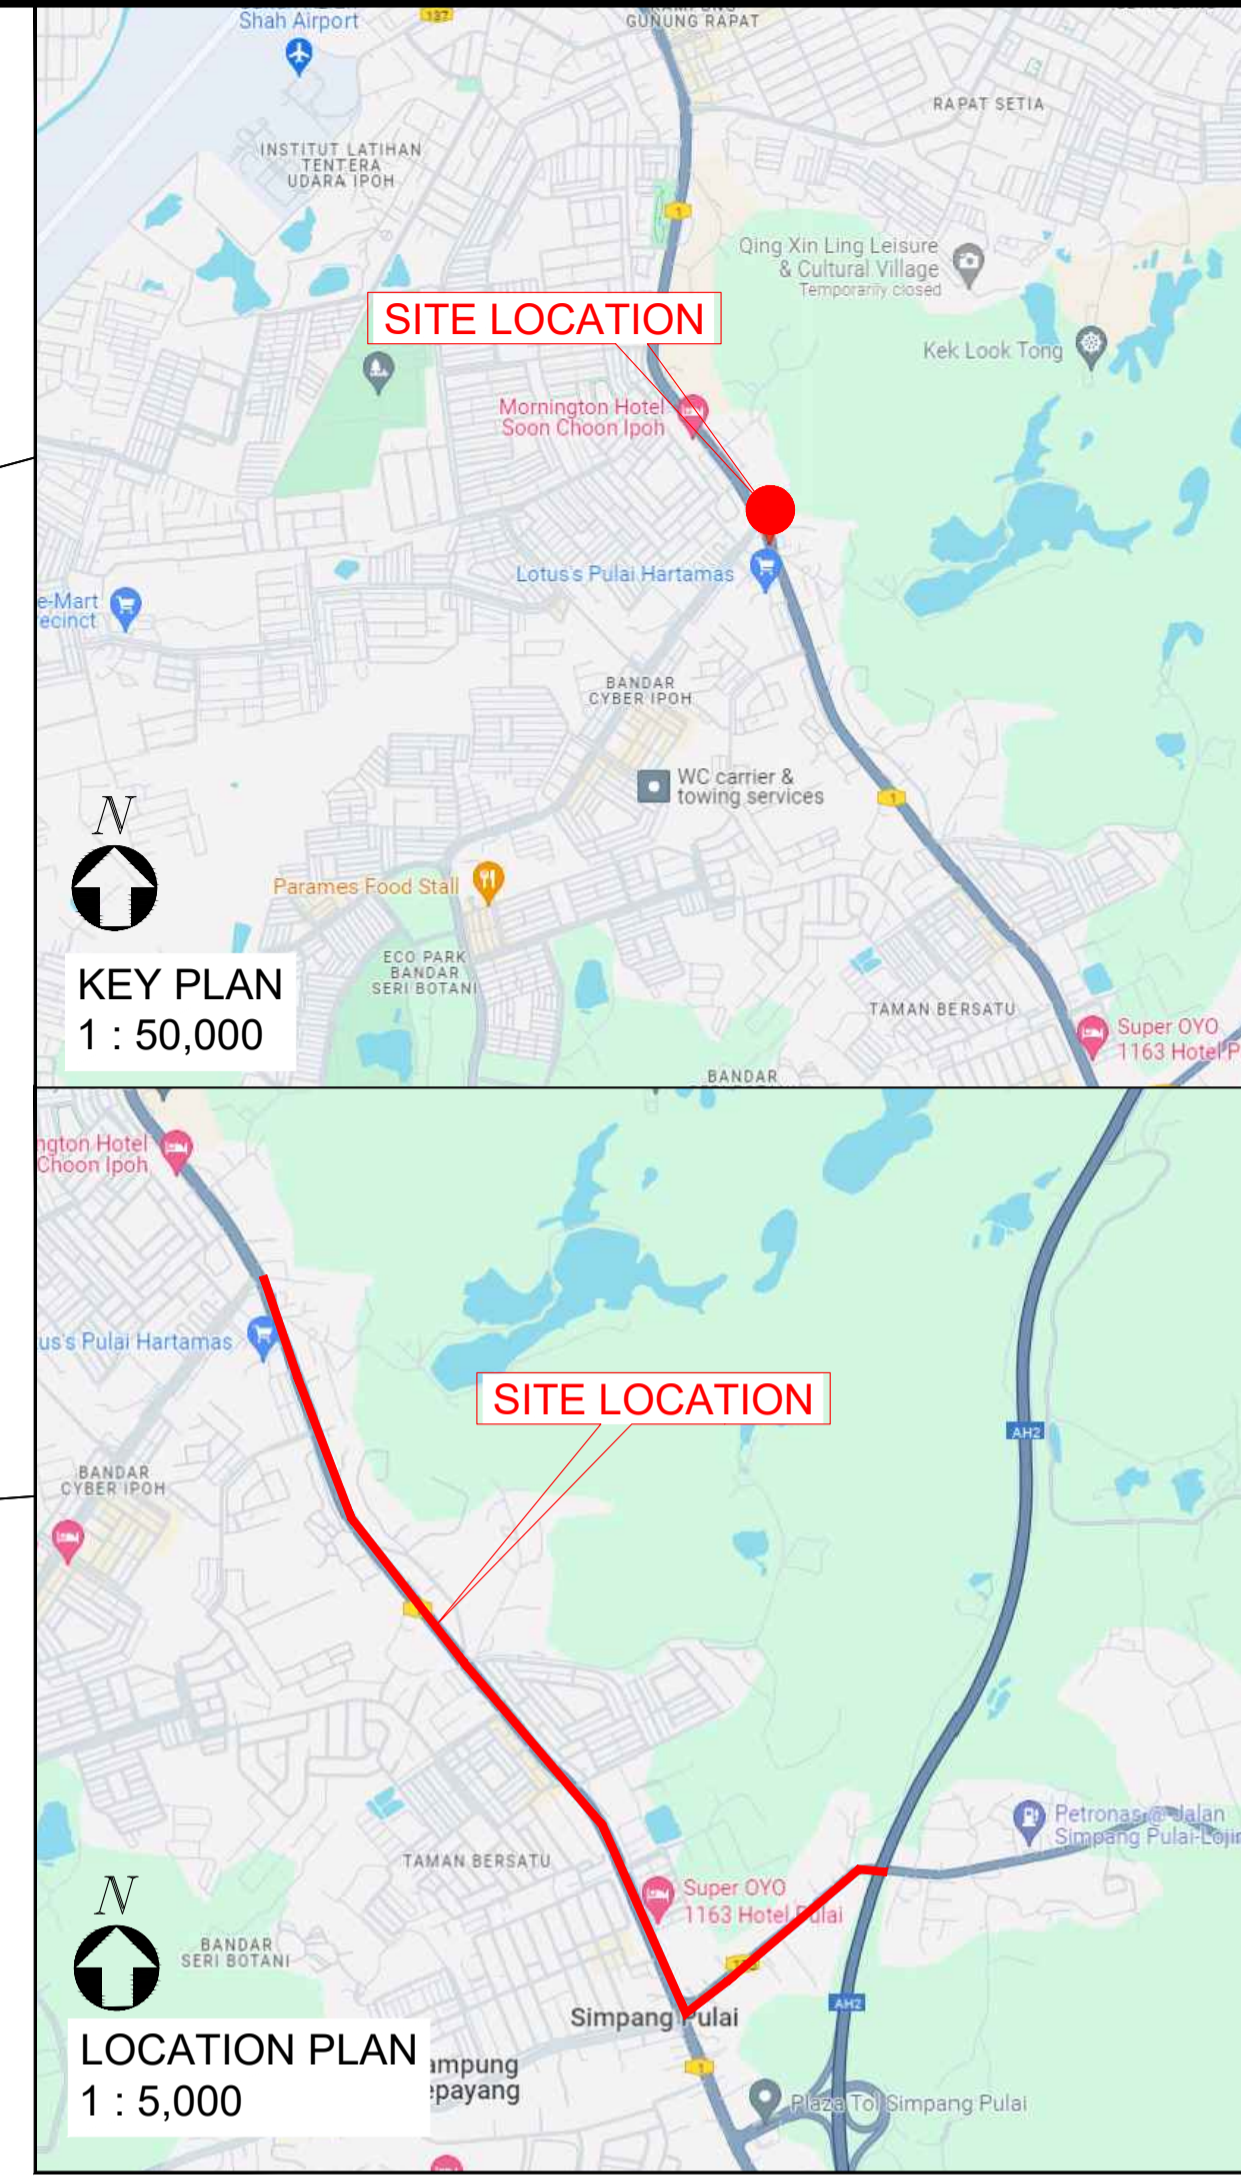 Shah Airport
137
GUNUNG RAPAT
RAPAT SETIA
INSTITUT LATIHAN
TENTERA
UDARA IPOH
1
Qing Xin Ling Leisure
& Cultural Village
Temporarily closed
SITE LOCATION
Kek Look Tong
Mornington Hotel
Soon Choon Ipoh
Lotus's Pulai Hartamas
e-Mart
ecinct
BANDAR
CYBER IPOH
WC carrier &
towing services
1
N
Parames Food Stall
ECO PARK
BANDAR
SERI BOTANI
KEY PLAN
1 : 50,000
TAMAN BERSATU
Super OYO
1163 Hotel P
BANDAR
ngton Hotel
Choon Ipoh
us's Pulai Hartamas
SITE LOCATION
AH2
BANDAR
CYBER IPOH
Petronas @ Jalan
Simpang Pulai-Lojin
TAMAN BERSATU
Super OYO
1163 Hotel Pulai
N
BANDAR
SERI BOTANI
AH2
Simpang Pulai
LOCATION PLAN
1 : 5,000
ampung
epayang
1
Plaza Tol Simpang Pulai